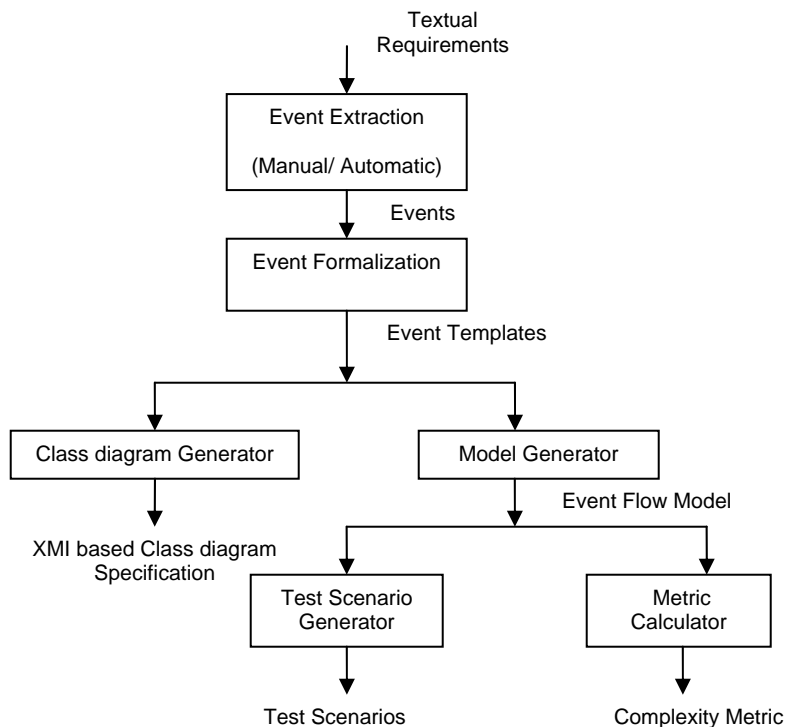 Textual
Requirements
Event Extraction
(Manual/ Automatic)
Events
Event Formalization
Event Templates
Class diagram Generator
Model Generator
Event Flow Model
XMI based Class diagram
Specification
Test Scenario
Generator
Metric
Calculator
Test Scenarios
Complexity Metric